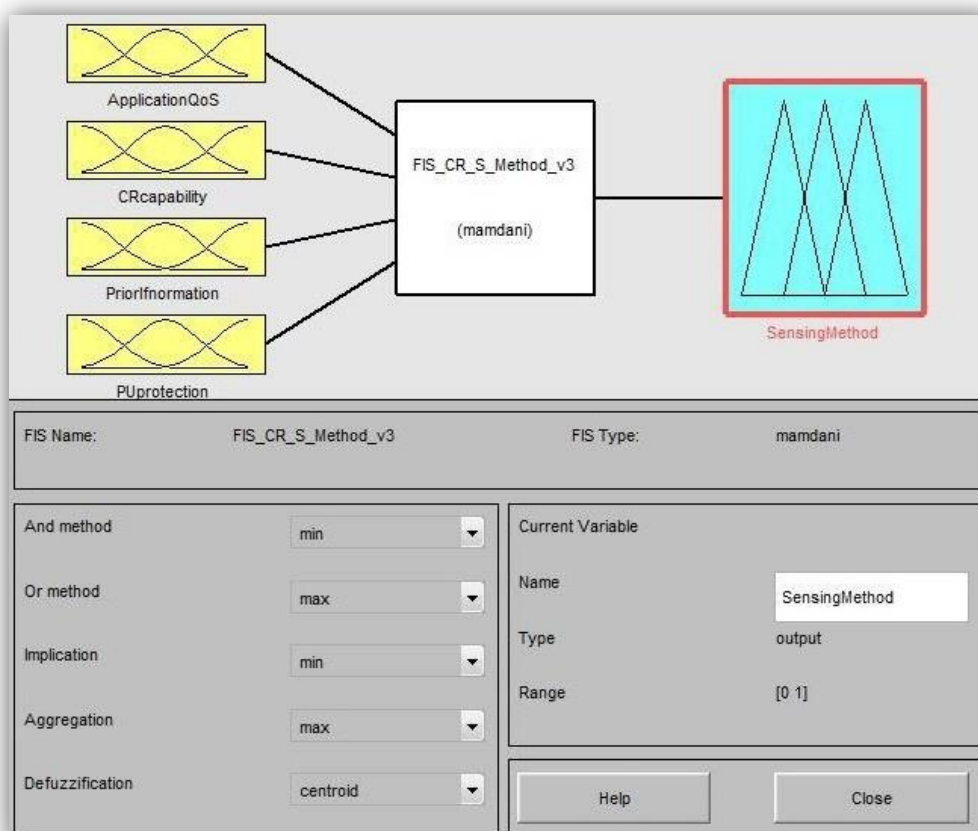 ApplicationQoS
CRcapability
PriorIfnormation
PUprotection
FIS_CR_S_Method_v3
(mamdani)
SensingMethod
FIS Name: FIS_CR_S_Method_v3 FIS Type: mamdani
And method min
Or method max
Implication min
Aggregation max
Defuzzification centroid
Current Variable
Name SensingMethod
Type output
Range [0 1]
Help Close